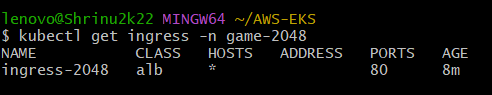 lenovo@Shrinu2k22 MINGW64 ~/AWS-EKS
$ kubectl get ingress -n game-2048
NAME CLASS HOSTS ADDRESS PORTS AGE
ingress-2048 alb * 80 8m